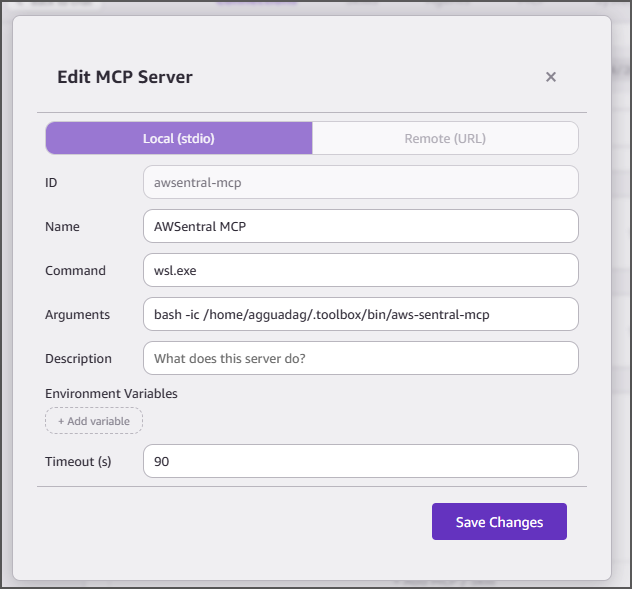 Edit MCP Server
×
Local (stdio)
Remote (URL)
ID
awsentral-mcp
Name
AWSentral MCP
Command
wsl.exe
Arguments
bash -ic /home/agguadag/.toolbox/bin/aws-sentral-mcp
Description
What does this server do?
Environment Variables
+ Add variable
Timeout (s)
90
Save Changes